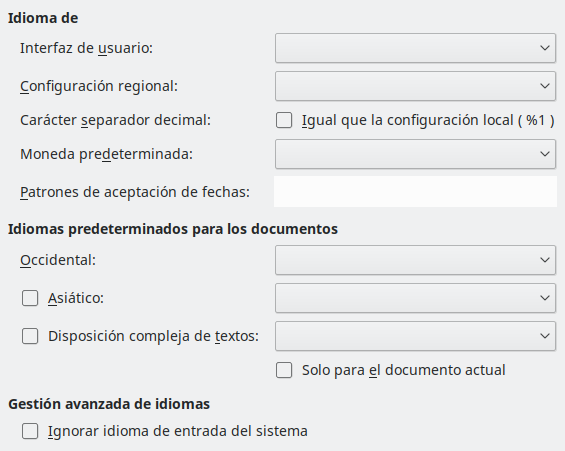 Idioma de
Interfaz de usuario:
Configuración regional:
Carácter separador decimal:
Igual que la configuración local ( %1 )
Moneda predeterminada:
Patrones de aceptación de fechas:
Idiomas predeterminados para los documentos
Occidental:
Asiático:
Disposición compleja de textos:
Solo para el documento actual
Gestión avanzada de idiomas
Ignorar idioma de entrada del sistema